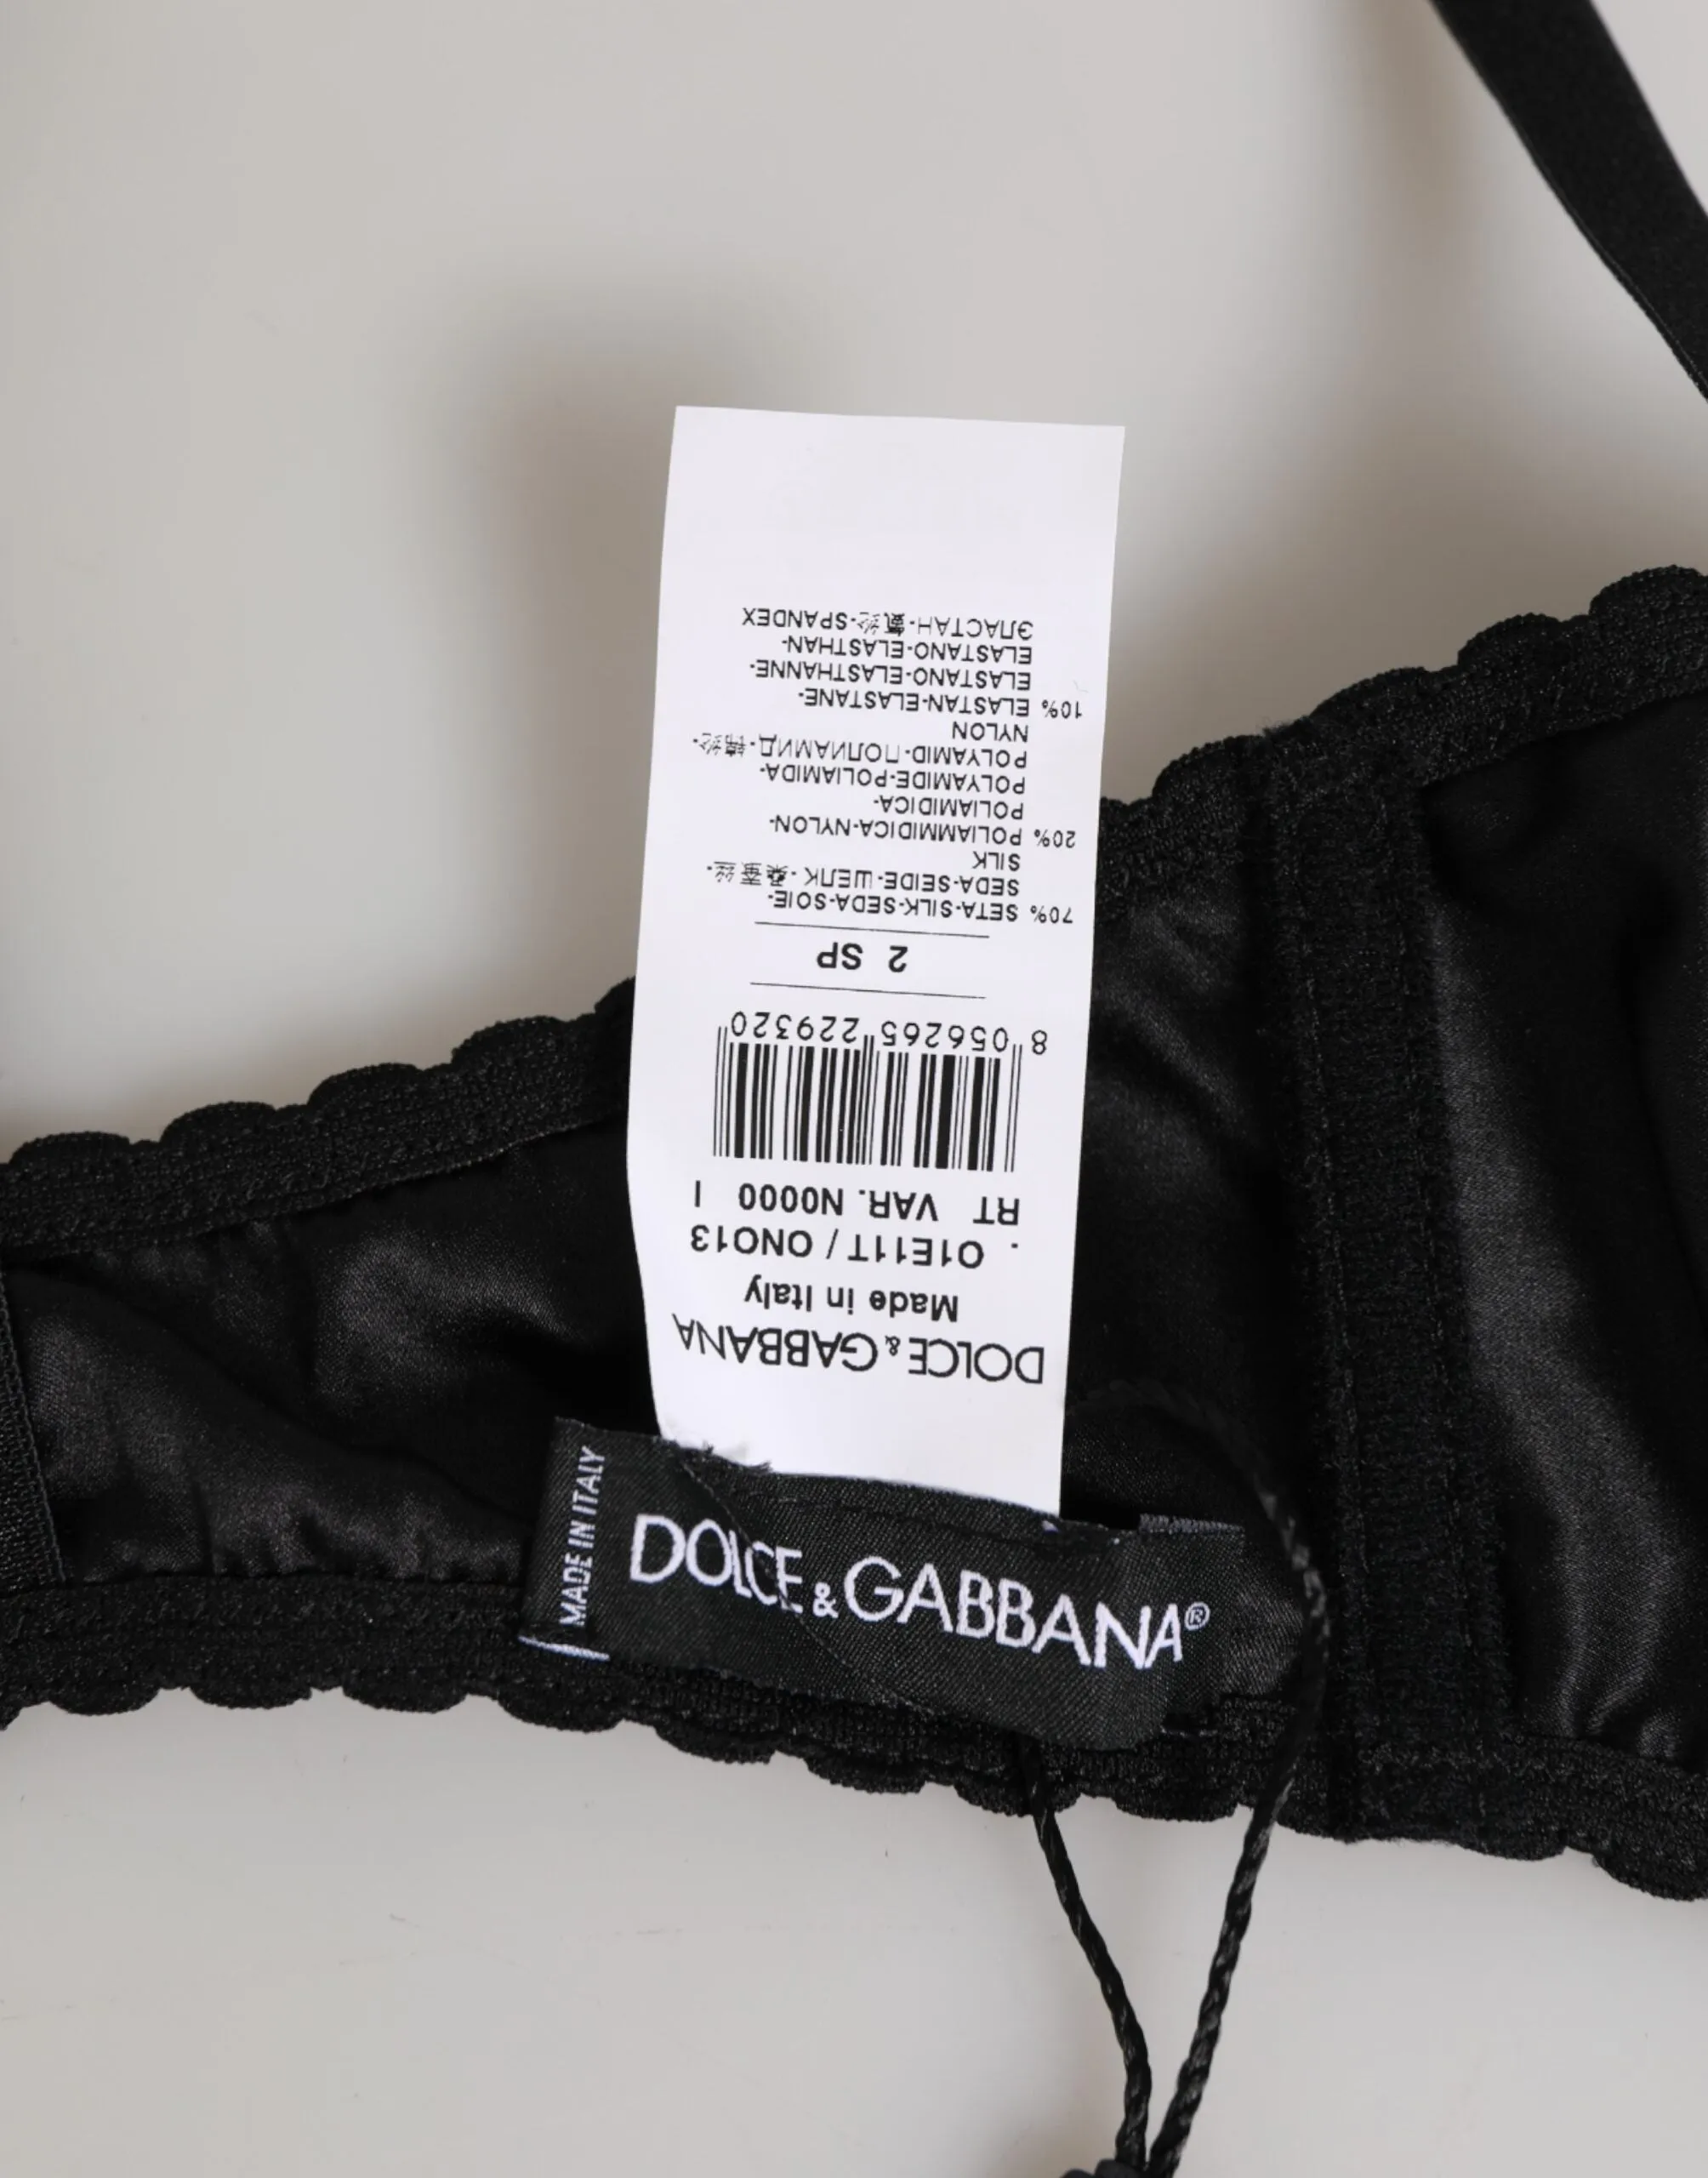 DOLCE & GABBANA
Made in Italy
. O1E11T / ONO13
RT VAR. N0000 I
8 056265 229320
2 SP
70% SETA-SILK-SEDA-SOIE-
SEDA-SEIDE-ШЕЛК-桑蚕丝-
SILK
20% POLIAMMIDICA-NYLON-
POLIAMIDICA-
POLYAMIDE-POLIAMIDA-
POLYAMID-ПОЛИАМИД-锦纶-
NYLON
10% ELASTAN-ELASTANE-
ELASTANO-ELASTHANNE-
ELASTANO-ELASTHAN-
ЭЛАСТАН-氨纶-SPANDEX
MADE IN ITALY
DOLCE & GABBANA®